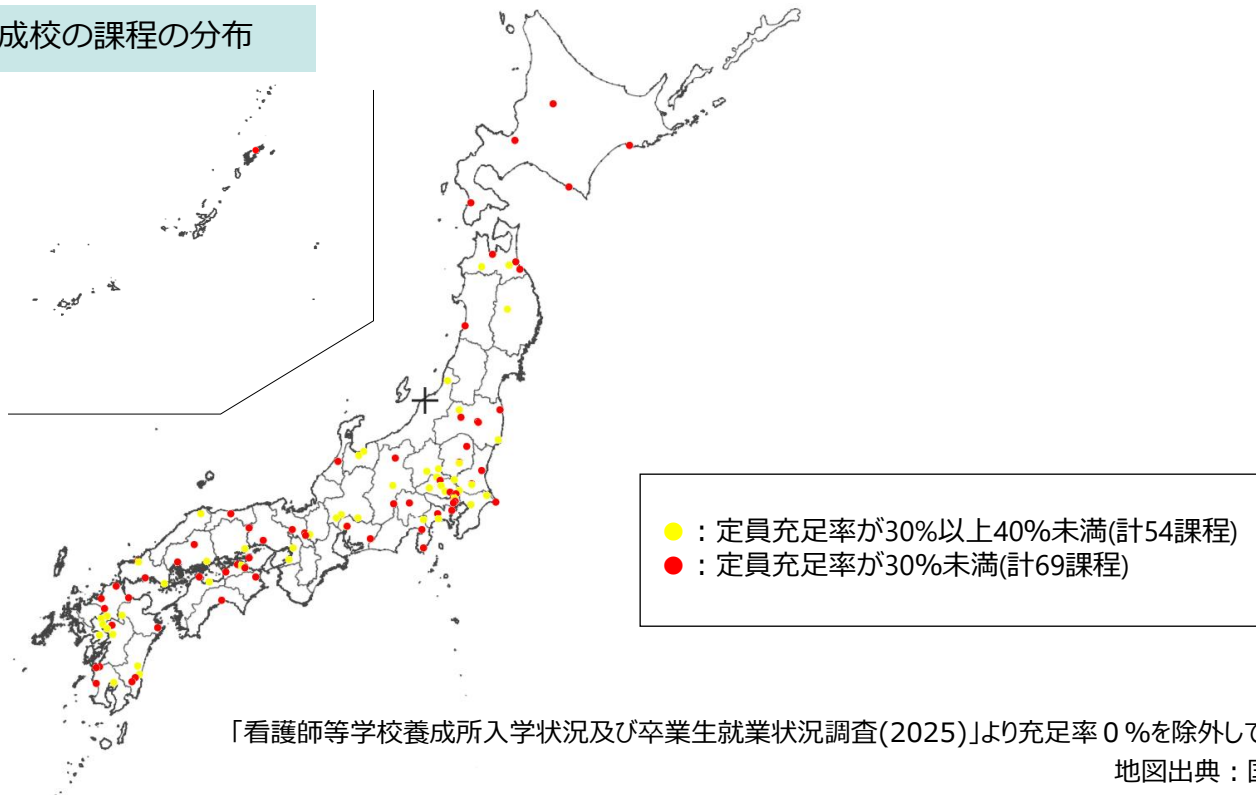 成校の課程の分布
：定員充足率が30%以上40%未満(計54課程)
：定員充足率が30%未満(計69課程)
「看護師等学校養成所入学状況及び卒業生就業状況調査(2025)」より充足率０%を除外して
地図出典：国